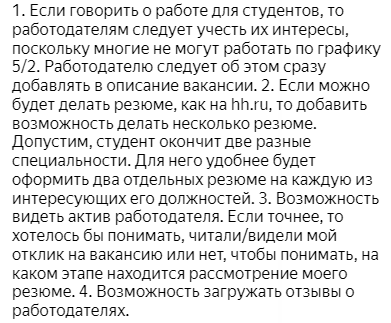 1. Если говорить о работе для студентов, то
работодателям следует учесть их интересы,
поскольку многие не могут работать по графику
5/2. Работодателю следует об этом сразу
добавлять в описание вакансии. 2. Если можно
будет делать резюме, как на hh.ru, то добавить
возможность делать несколько резюме.
Допустим, студент окончит две разные
специальности. Для него удобнее будет
оформить два отдельных резюме на каждую из
интересующих его должностей. 3. Возможность
видеть актив работодателя. Если точнее, то
хотелось бы понимать, читали/видели мой
отклик на вакансию или нет, чтобы понимать, на
каком этапе находится рассмотрение моего
резюме. 4. Возможность загружать отзывы о
работодателях.